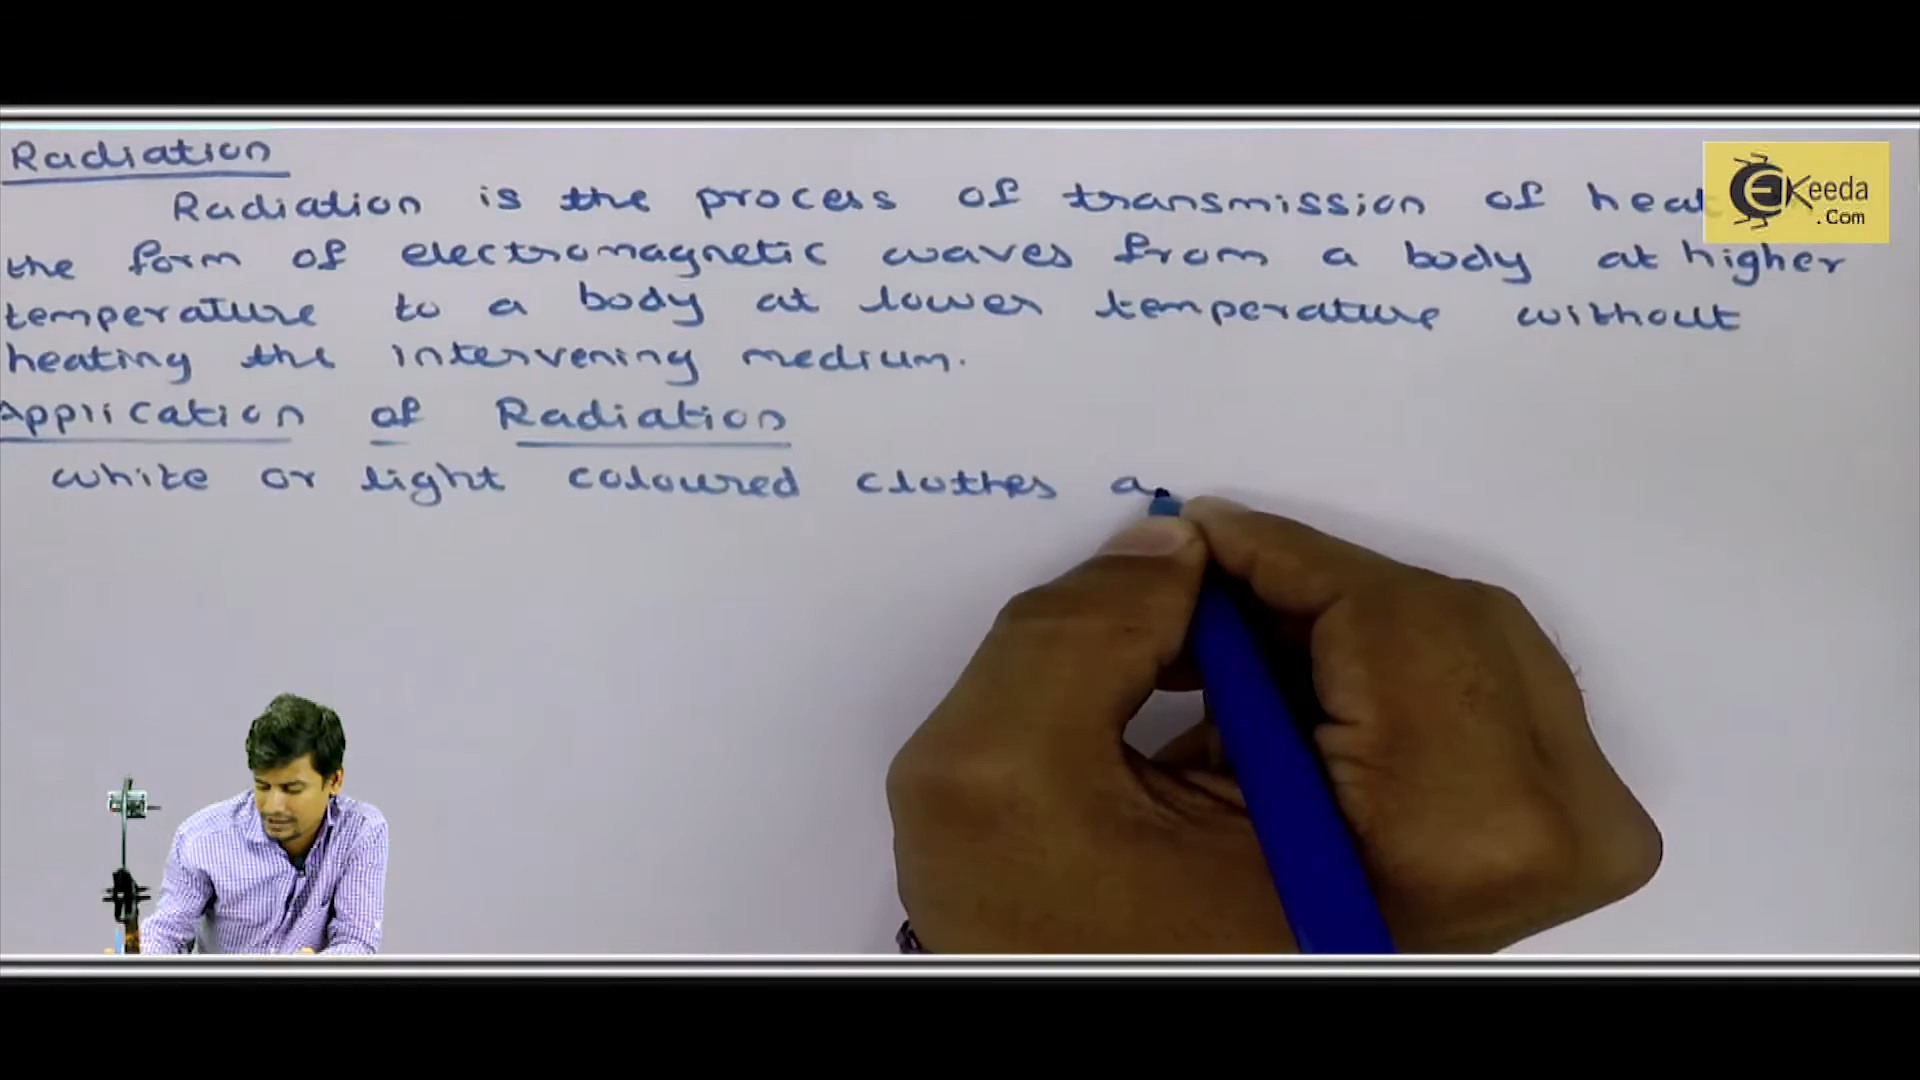 Radiation
Radiation is the process of transmission of heat
the form of electromagnetic waves from a body at higher
temperature to a body at lower temperature without
heating the intervening medium.
Application of Radiation
white or light coloured clothes a
EKeeda
.Com